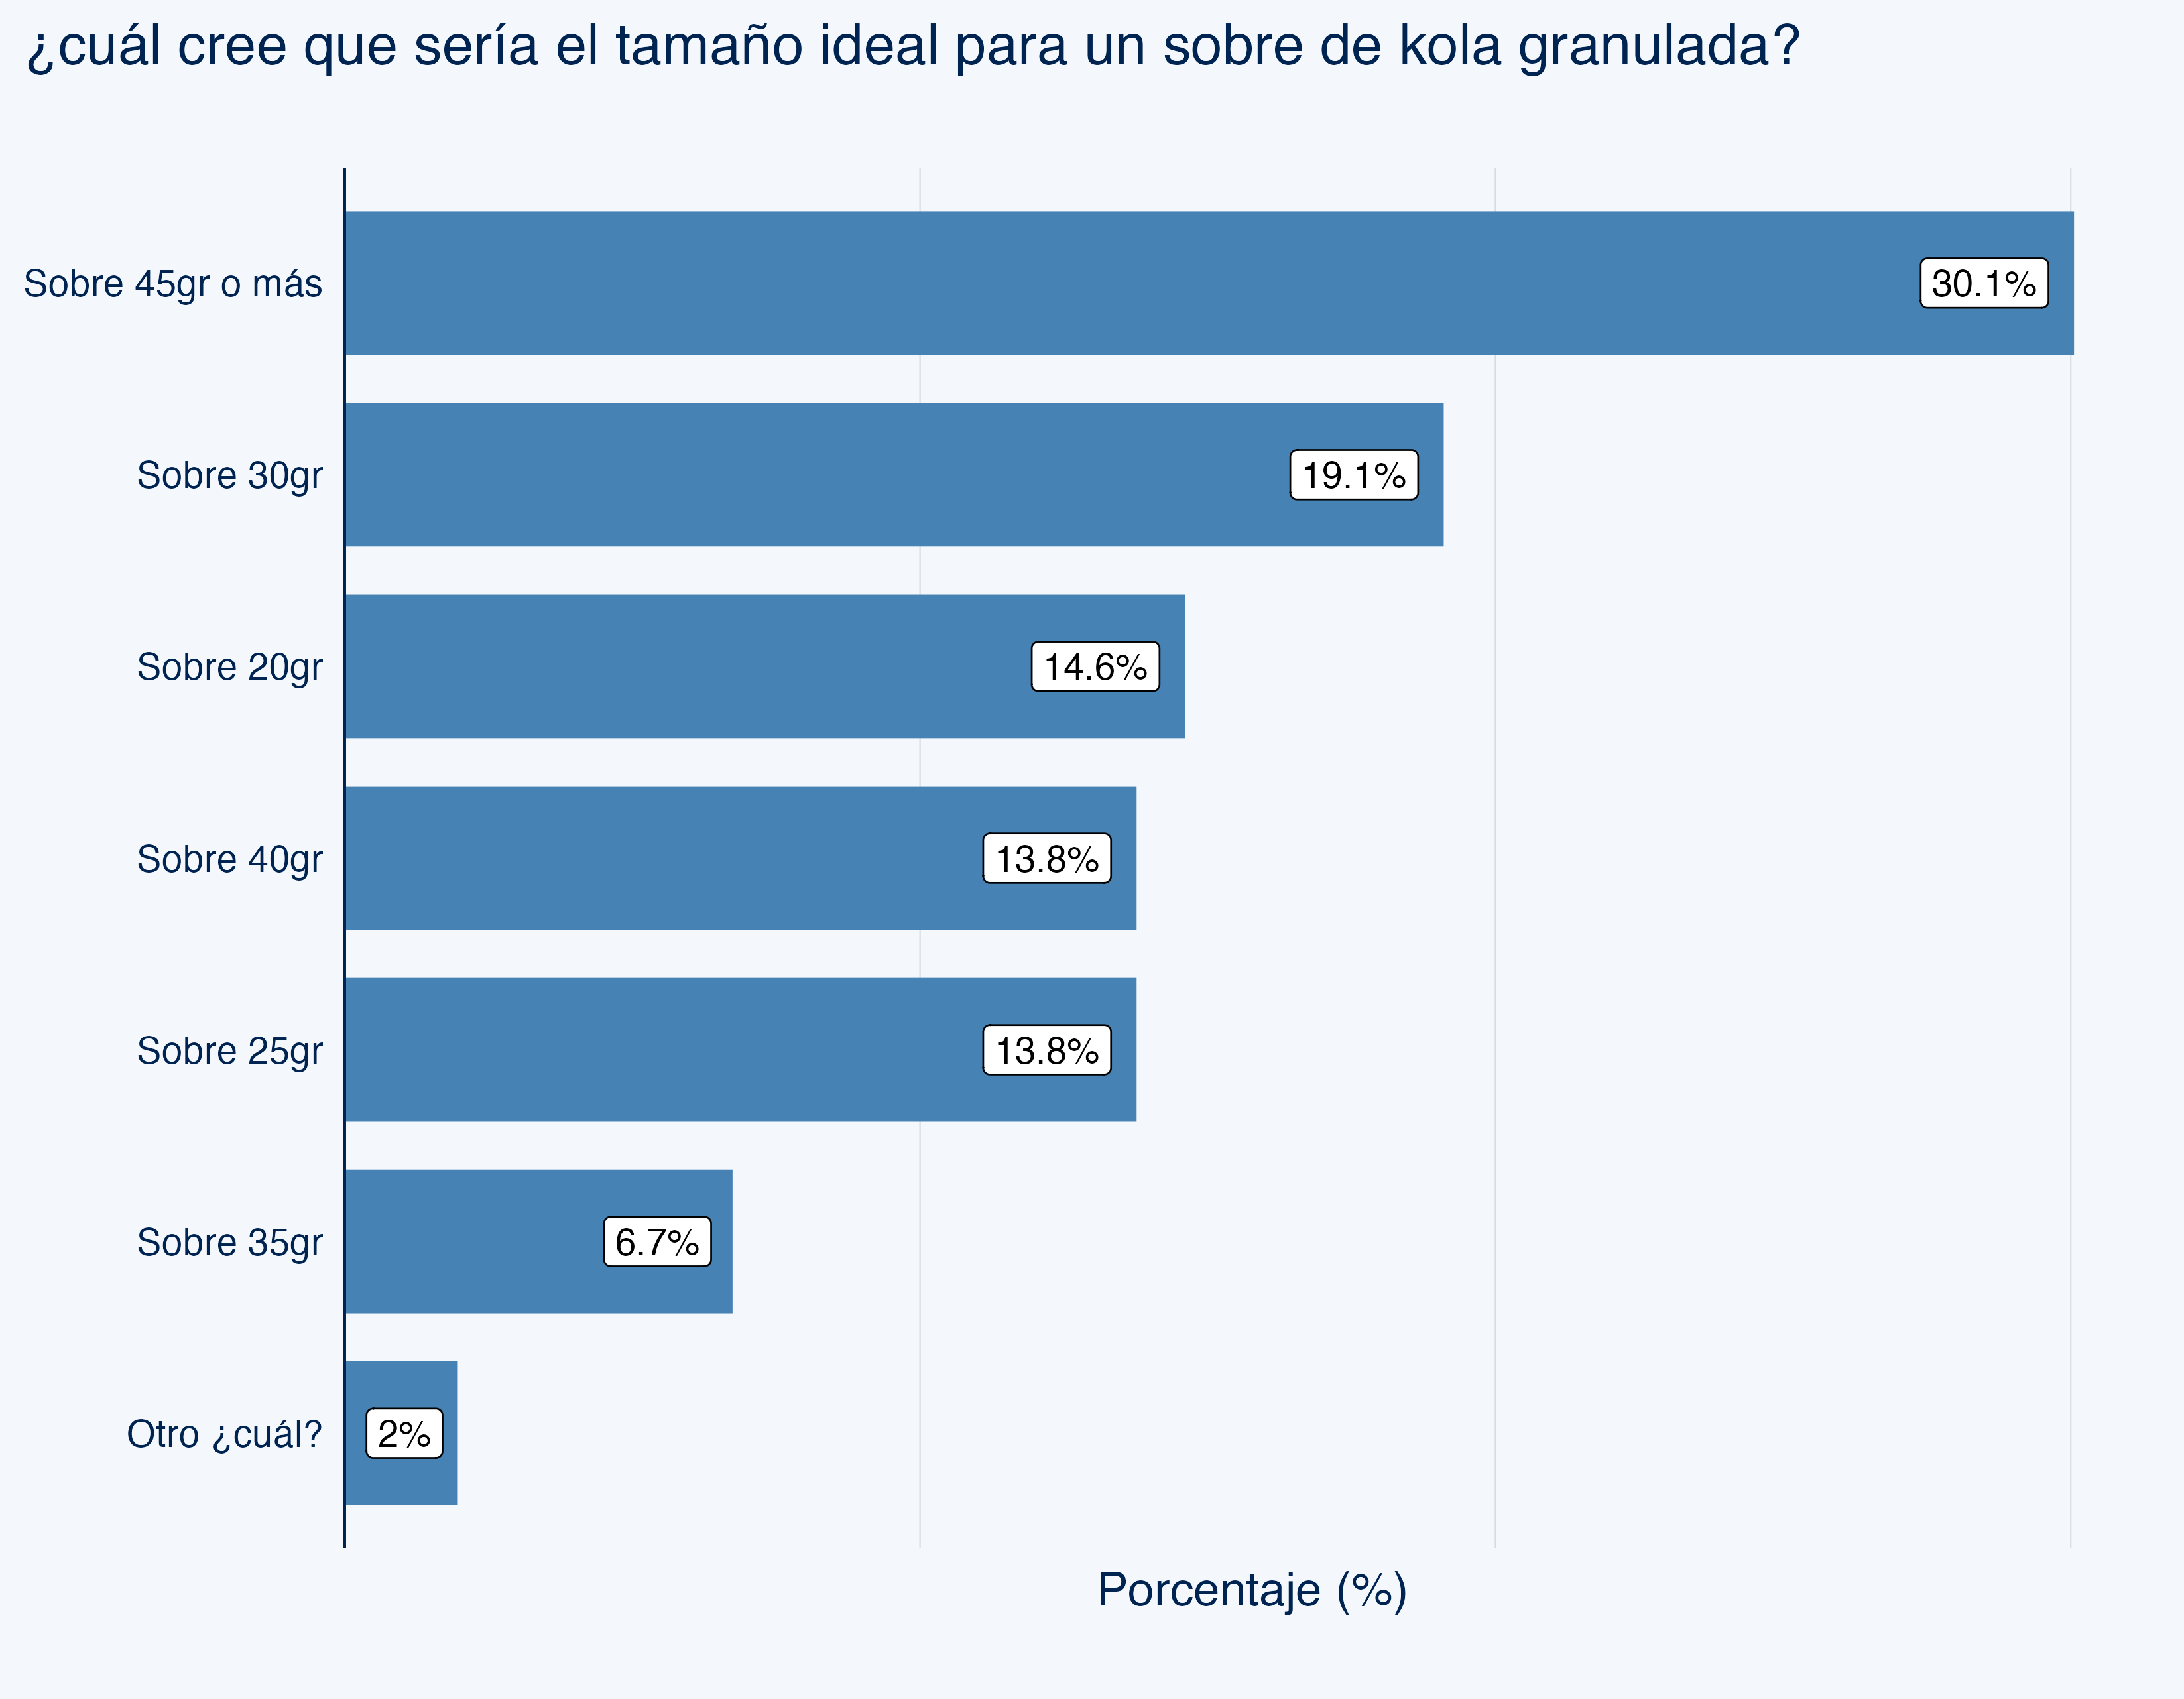 ¿cuál cree que sería el tamaño ideal para un sobre de kola granulada?
Sobre 45gr o más
30.1%
Sobre 30gr
19.1%
Sobre 20gr
14.6%
Sobre 40gr
13.8%
Sobre 25gr
13.8%
Sobre 35gr
6.7%
Otro ¿cuál?
2%
Porcentaje (%)